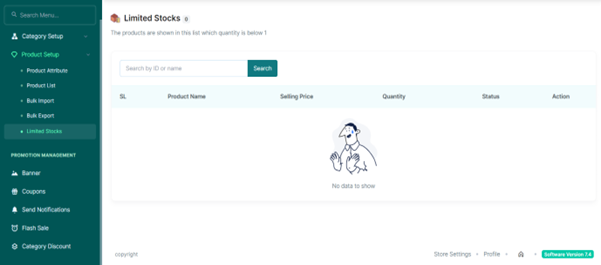 Search Menu...
Category Setup
Product Setup
Product Attribute
Product List
Bulk Import
Bulk Export
Limited Stocks
PROMOTION MANAGEMENT
Banner
Coupons
Send Notifications
Flash Sale
Category Discount
Limited Stocks 0
The products are shown in this list which quantity is below 1
Search by ID or name Search
SL Product Name Selling Price Quantity Status Action
No data to show
copyright Store Settings Profile Software Version 7.4